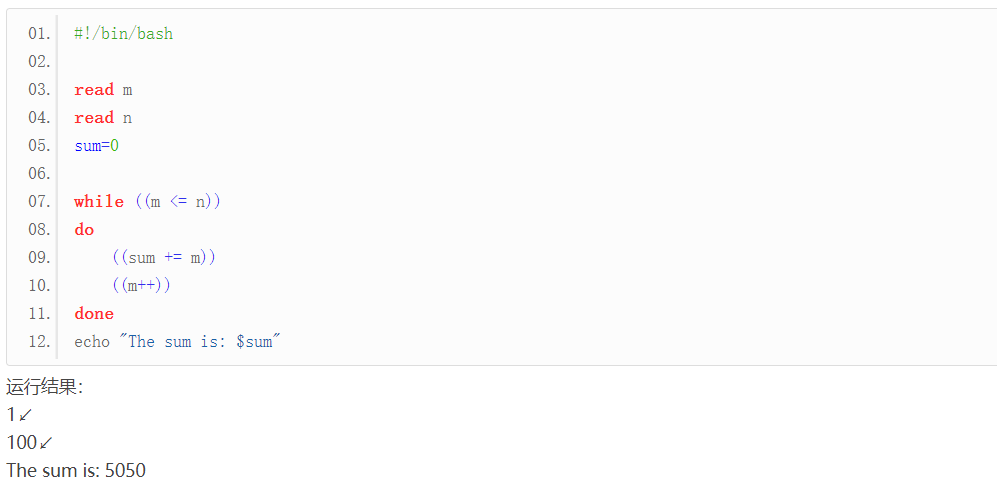 01. #!/bin/bash
02.
03. read m
04. read n
05. sum=0
06.
07. while ((m <= n))
08. do
09.     ((sum += m))
10.     ((m++))
11. done
12. echo "The sum is: $sum"
运行结果：
1↙
100↙
The sum is: 5050